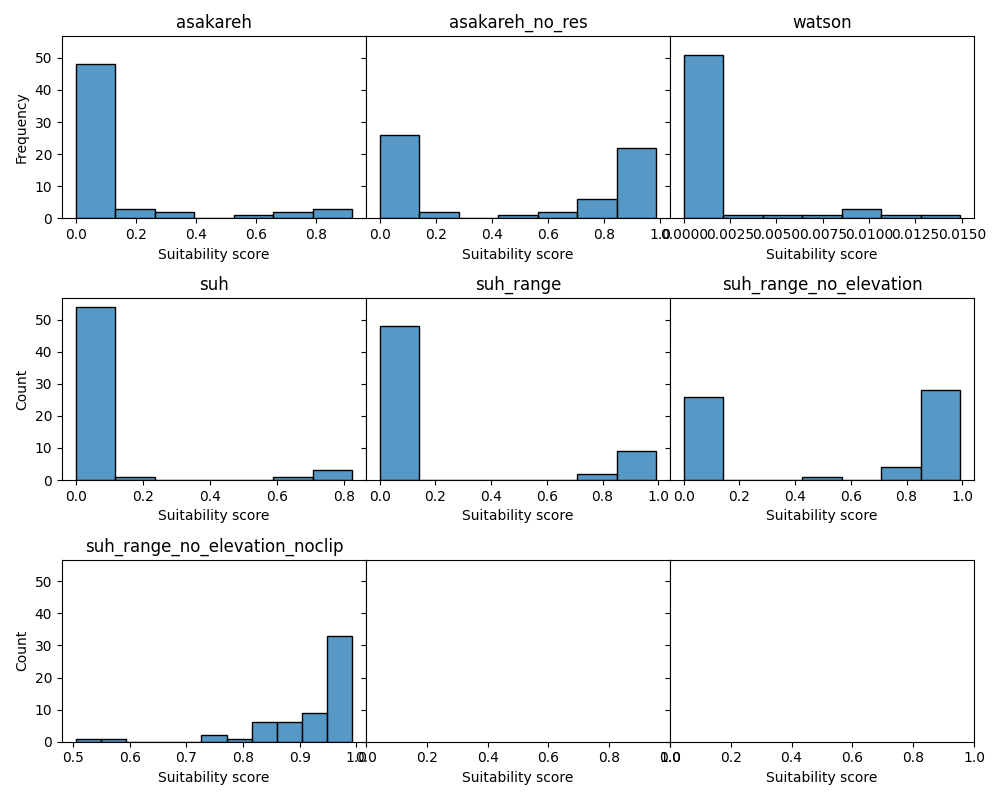 asakareh asakareh_no_res watson
50
40
30
20
10
0
Frequency
0.0 0.2 0.4 0.6 0.8 0.0 0.2 0.4 0.6 0.8 1.0 0.0000 0.0025 0.0050 0.0075 0.0100 0.0125 0.0150
Suitability score Suitability score Suitability score
suh suh_range suh_range_no_elevation
50
40
30
20
10
0
Count
0.0 0.2 0.4 0.6 0.8 0.0 0.2 0.4 0.6 0.8 1.0 0.0 0.2 0.4 0.6 0.8 1.0
Suitability score Suitability score Suitability score
suh_range_no_elevation_noclip
50
40
30
20
10
0
Count
0.5 0.6 0.7 0.8 0.9 1.0 0.0 0.2 0.4 0.6 0.8 1.0 0.0 0.2 0.4 0.6 0.8 1.0
Suitability score Suitability score Suitability score